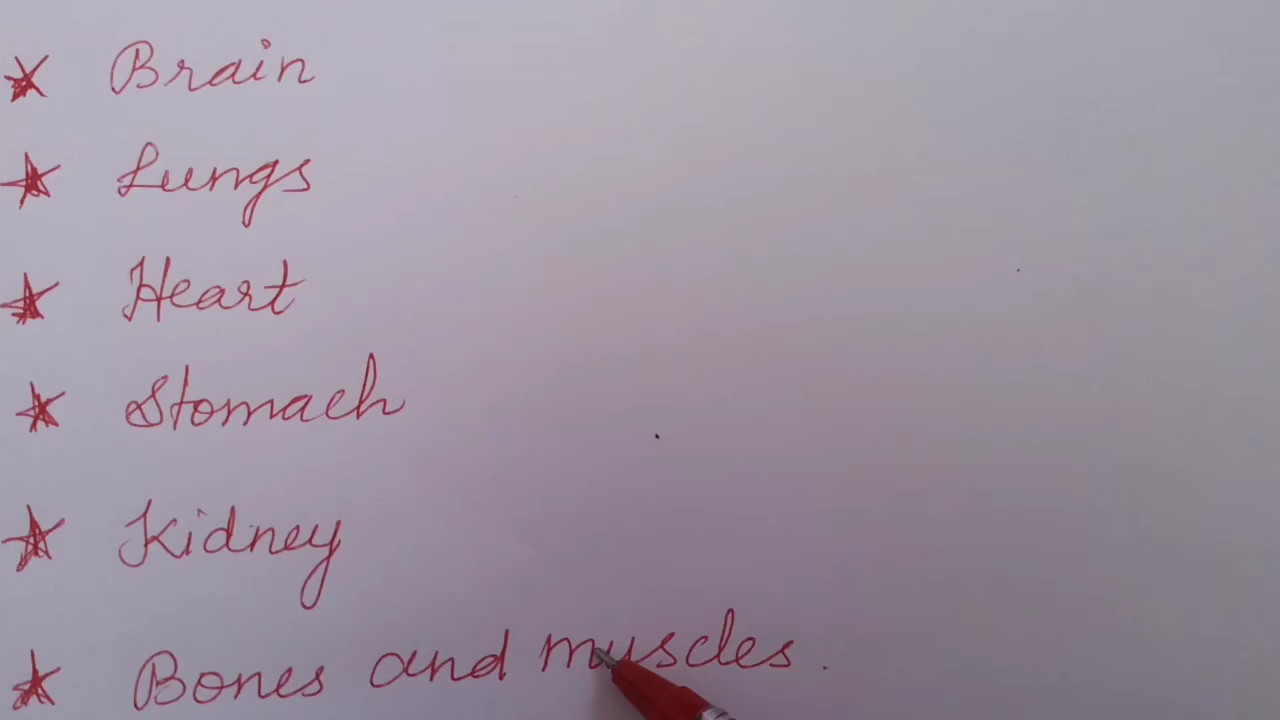 Brain
Lungs
Heart
Stomach
Kidney
Bones and muscles.